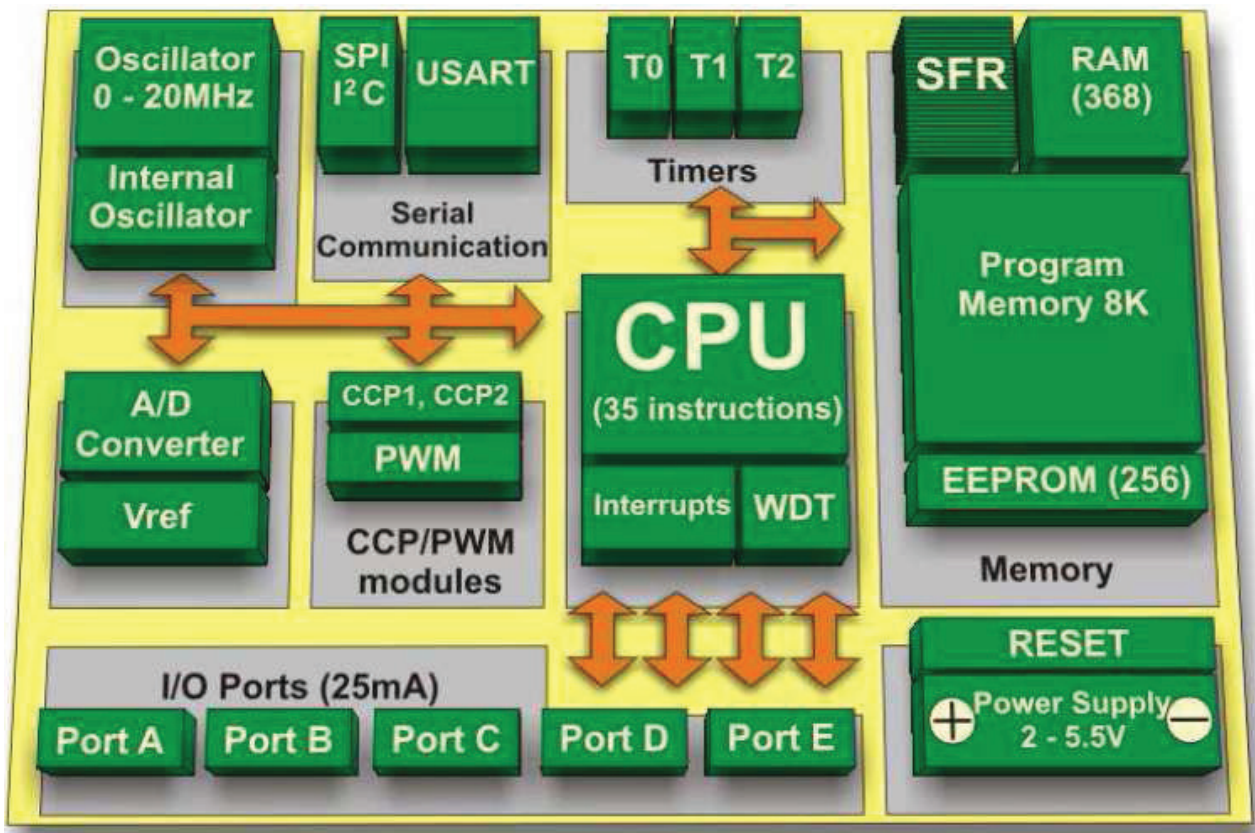 Oscillator
0 - 20MHz
Internal
Oscillator
SPI
I²C
USART
Serial
Communication
T0
T1
T2
Timers
SFR
RAM
(368)
Program
Memory 8K
EEPROM (256)
Memory
CPU
(35 instructions)
Interrupts
WDT
A/D
Converter
Vref
CCP1, CCP2
PWM
CCP/PWM
modules
I/O Ports (25mA)
Port A
Port B
Port C
Port D
Port E
RESET
+
Power Supply
2 - 5.5V
−